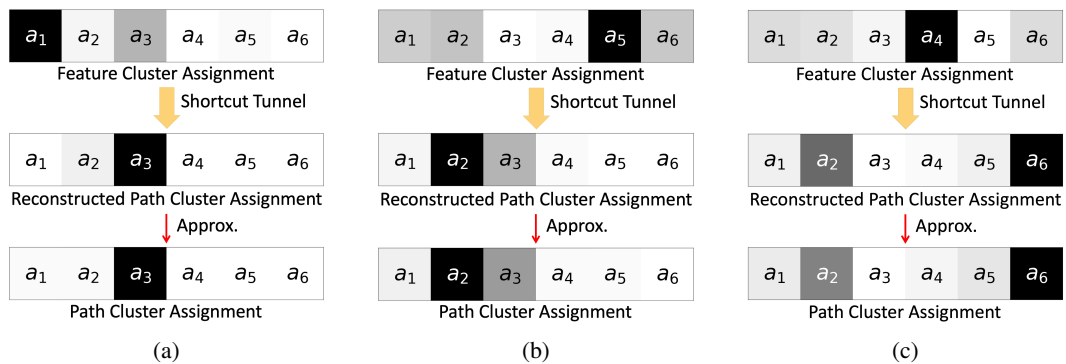 a1 a2 a3 a4 a5 a6
Feature Cluster Assignment
Shortcut Tunnel
a1 a2 a3 a4 a5 a6
Reconstructed Path Cluster Assignment
Approx.
a1 a2 a3 a4 a5 a6
Path Cluster Assignment
(a)
a1 a2 a3 a4 a5 a6
Feature Cluster Assignment
Shortcut Tunnel
a1 a2 a3 a4 a5 a6
Reconstructed Path Cluster Assignment
Approx.
a1 a2 a3 a4 a5 a6
Path Cluster Assignment
(b)
a1 a2 a3 a4 a5 a6
Feature Cluster Assignment
Shortcut Tunnel
a1 a2 a3 a4 a5 a6
Reconstructed Path Cluster Assignment
Approx.
a1 a2 a3 a4 a5 a6
Path Cluster Assignment
(c)